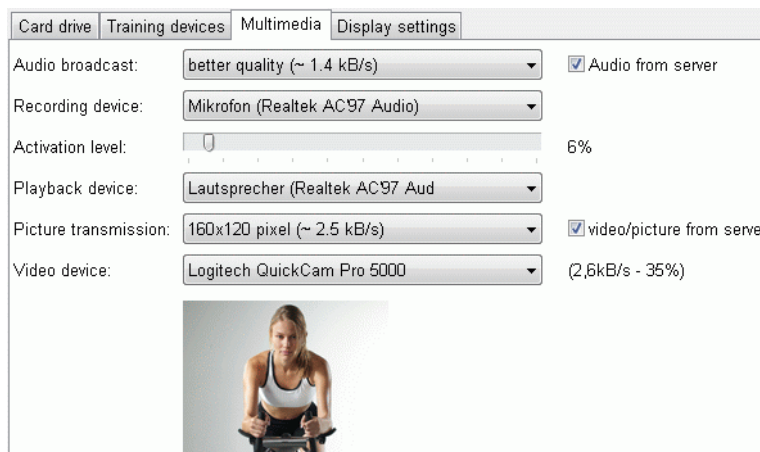 Card drive Training devices Multimedia Display settings
Audio broadcast: better quality (~ 1.4 kB/s) Audio from server
Recording device: Mikrofon (Realtek AC'97 Audio)
Activation level: 6%
Playback device: Lautsprecher (Realtek AC'97 Aud
Picture transmission: 160x120 pixel (~ 2.5 kB/s) video/picture from serve
Video device: Logitech QuickCam Pro 5000 (2,6kB/s - 35%)